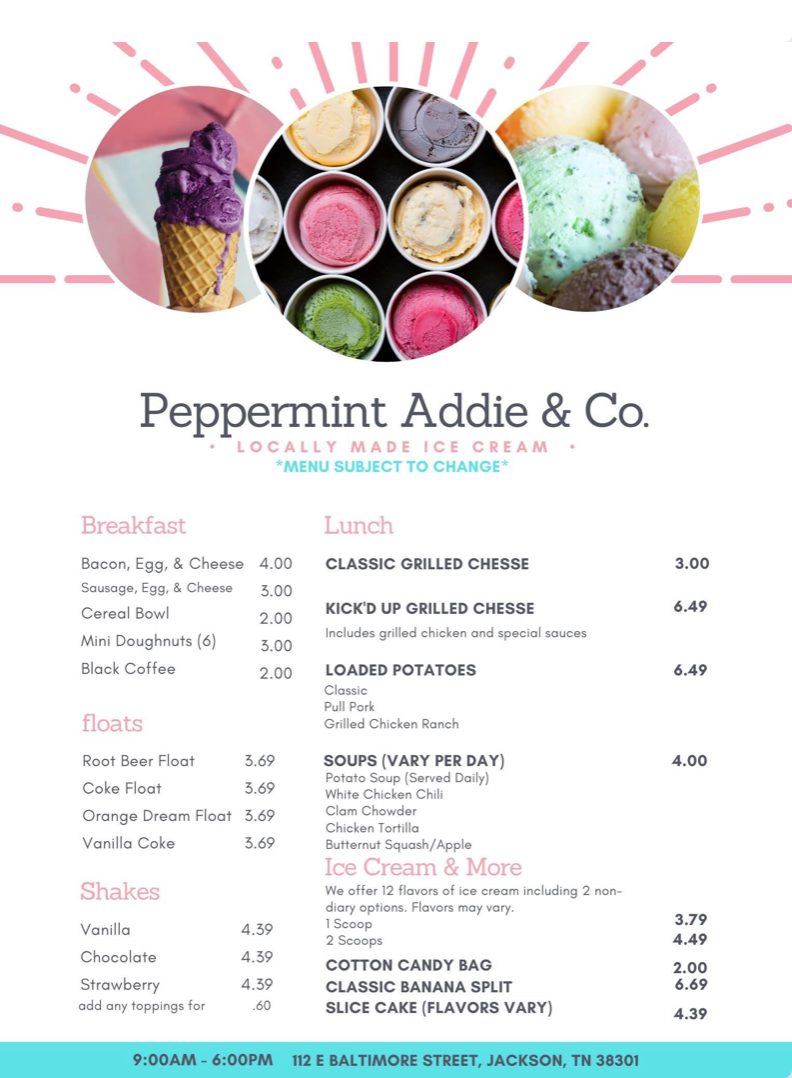 Peppermint Addie & Co.
• LOCALLY MADE ICE CREAM •
*MENU SUBJECT TO CHANGE*
Breakfast
Bacon, Egg, & Cheese 4.00
Sausage, Egg, & Cheese 3.00
Cereal Bowl 2.00
Mini Doughnuts (6) 3.00
Black Coffee 2.00
floats
Root Beer Float 3.69
Coke Float 3.69
Orange Dream Float 3.69
Vanilla Coke 3.69
Shakes
Vanilla 4.39
Chocolate 4.39
Strawberry 4.39
add any toppings for .60
Lunch
CLASSIC GRILLED CHESSE 3.00
KICK'D UP GRILLED CHESSE 6.49
Includes grilled chicken and special sauces
LOADED POTATOES 6.49
Classic
Pull Pork
Grilled Chicken Ranch
SOUPS (VARY PER DAY) 4.00
Potato Soup (Served Daily)
White Chicken Chili
Clam Chowder
Chicken Tortilla
Butternut Squash/Apple
Ice Cream & More
We offer 12 flavors of ice cream including 2 non-
diary options. Flavors may vary.
1 Scoop 3.79
2 Scoops 4.49
COTTON CANDY BAG 2.00
CLASSIC BANANA SPLIT 6.69
SLICE CAKE (FLAVORS VARY) 4.39
9:00AM - 6:00PM 112 E BALTIMORE STREET, JACKSON, TN 38301